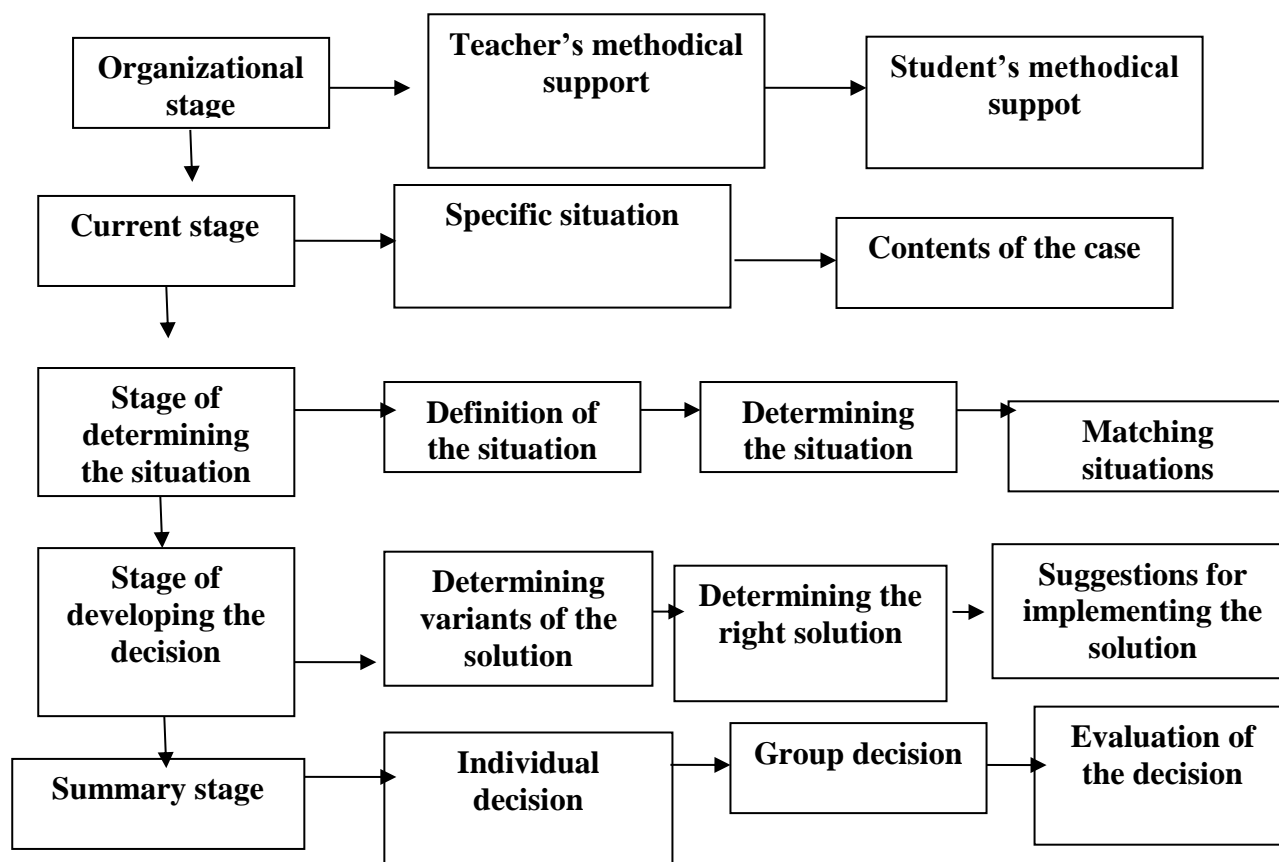 Organizational
stage
Teacher's methodical
support
Student's methodical
suppot
Current stage
Specific situation
Contents of the case
Stage of
determining
the situation
Definition of
the situation
Determining
the situation
Matching
situations
Stage of
developing the
decision
Determining
variants of the
solution
Determining the
right solution
Suggestions for
implementing the
solution
Summary stage
Individual
decision
Group decision
Evaluation of
the decision